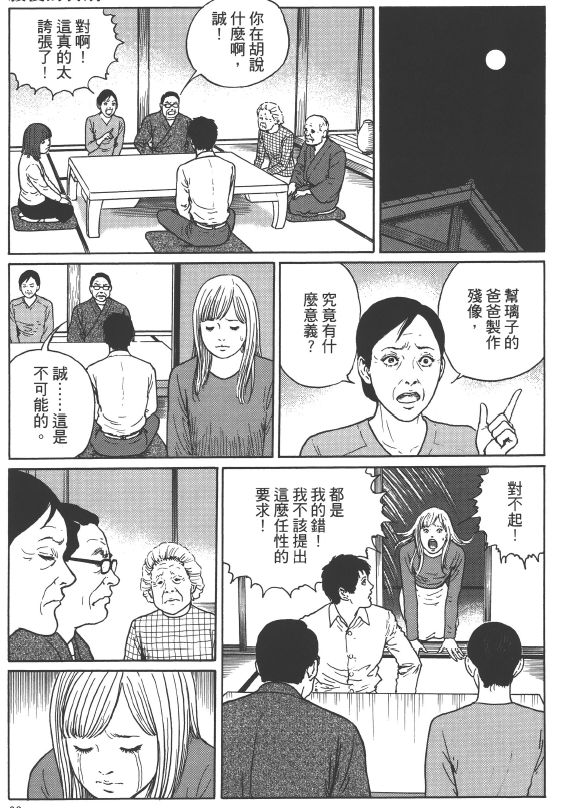 你在胡說
什麼啊，
誠！
對啊！
這真的太
誇張了！
幫璃子的
爸爸製作
殘像，
究竟有什
麼意義？
誠……這是
不可能的。
對不起！
都是
我的錯！
我不該提出
這麼任性的
要求！